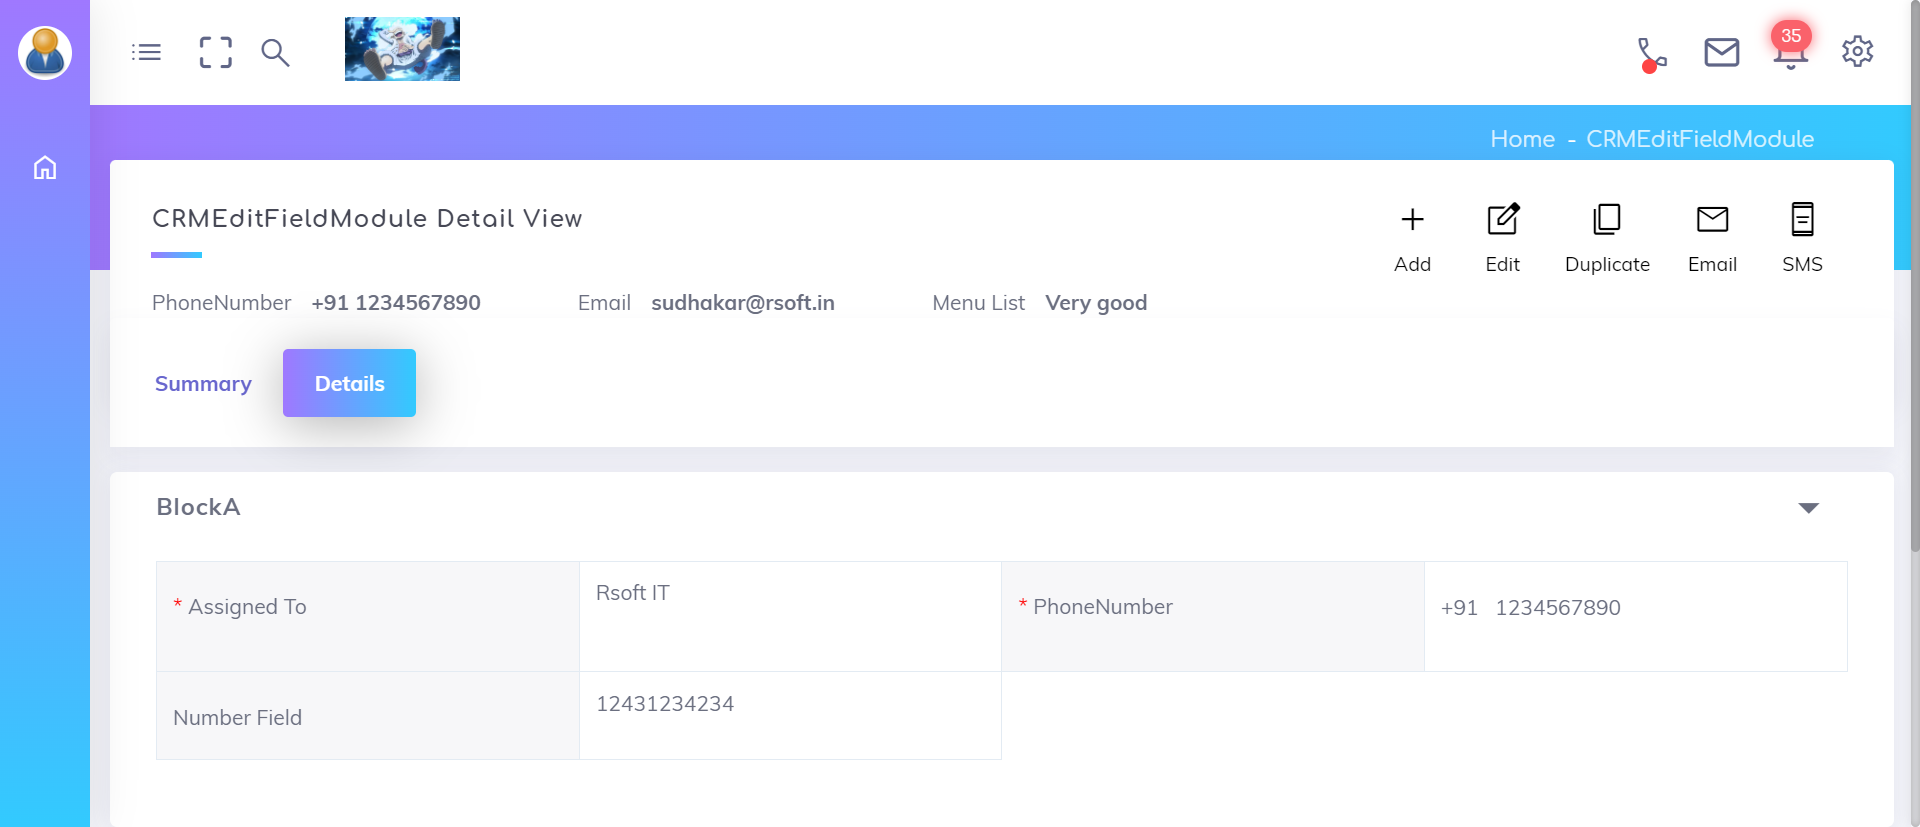 35
Home - CRMEditFieldModule
CRMEditFieldModule Detail View
Add Edit Duplicate Email SMS
PhoneNumber +91 1234567890 Email sudhakar@rsoft.in Menu List Very good
Summary Details
BlockA
* Assigned To Rsoft IT * PhoneNumber +91 1234567890
Number Field 12431234234